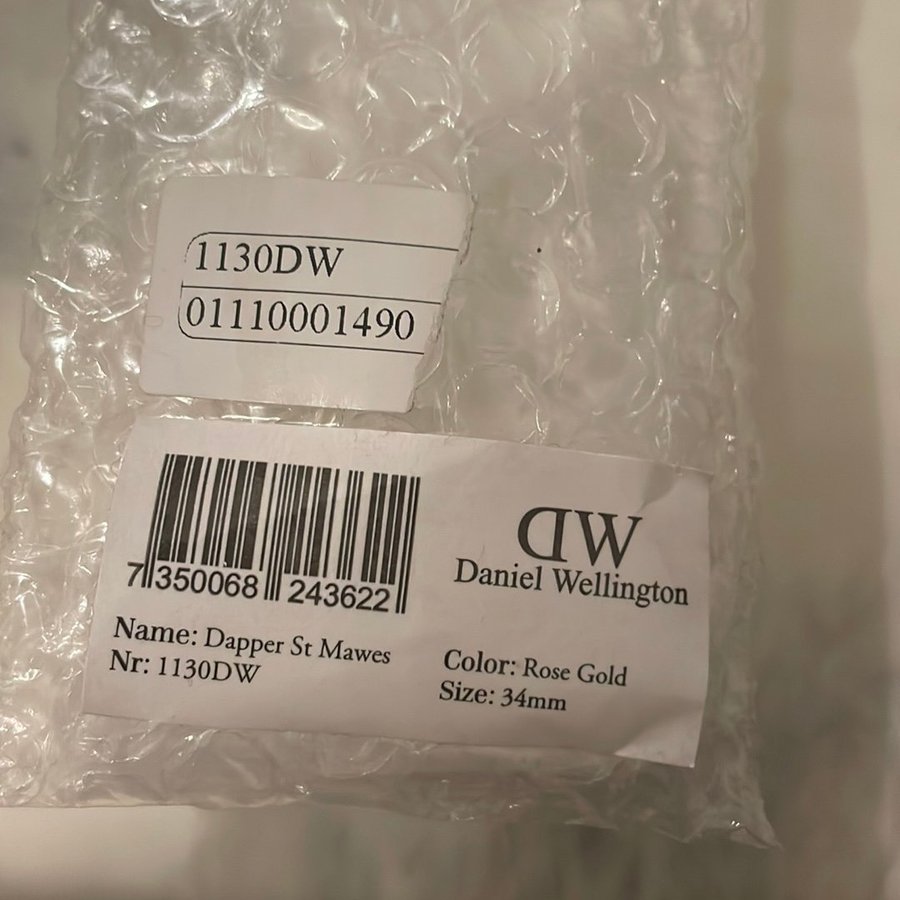 1130DW
01110001490
7 350068 243622
DW
Daniel Wellington
Name: Dapper St Mawes
Nr: 1130DW
Color: Rose Gold
Size: 34mm